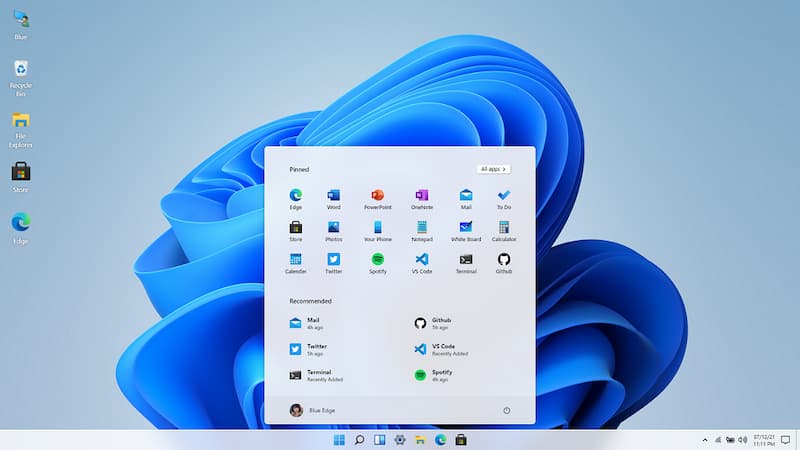 Blue
Recycle
Bin
File
Explorer
Store
Edge
Pinned
All apps >
Edge Word PowerPoint OneNote Mail To Do
Store Photos Your Phone Notepad White Board Calculator
Calender Twitter Spotify VS Code Terminal Github
Recommended
Mail Github
4h ago 5h ago
Twitter VS Code
5h ago Recently Added
Terminal Spotify
Recently Added 4h ago
Blue Edge
07/12/21
11:11 PM